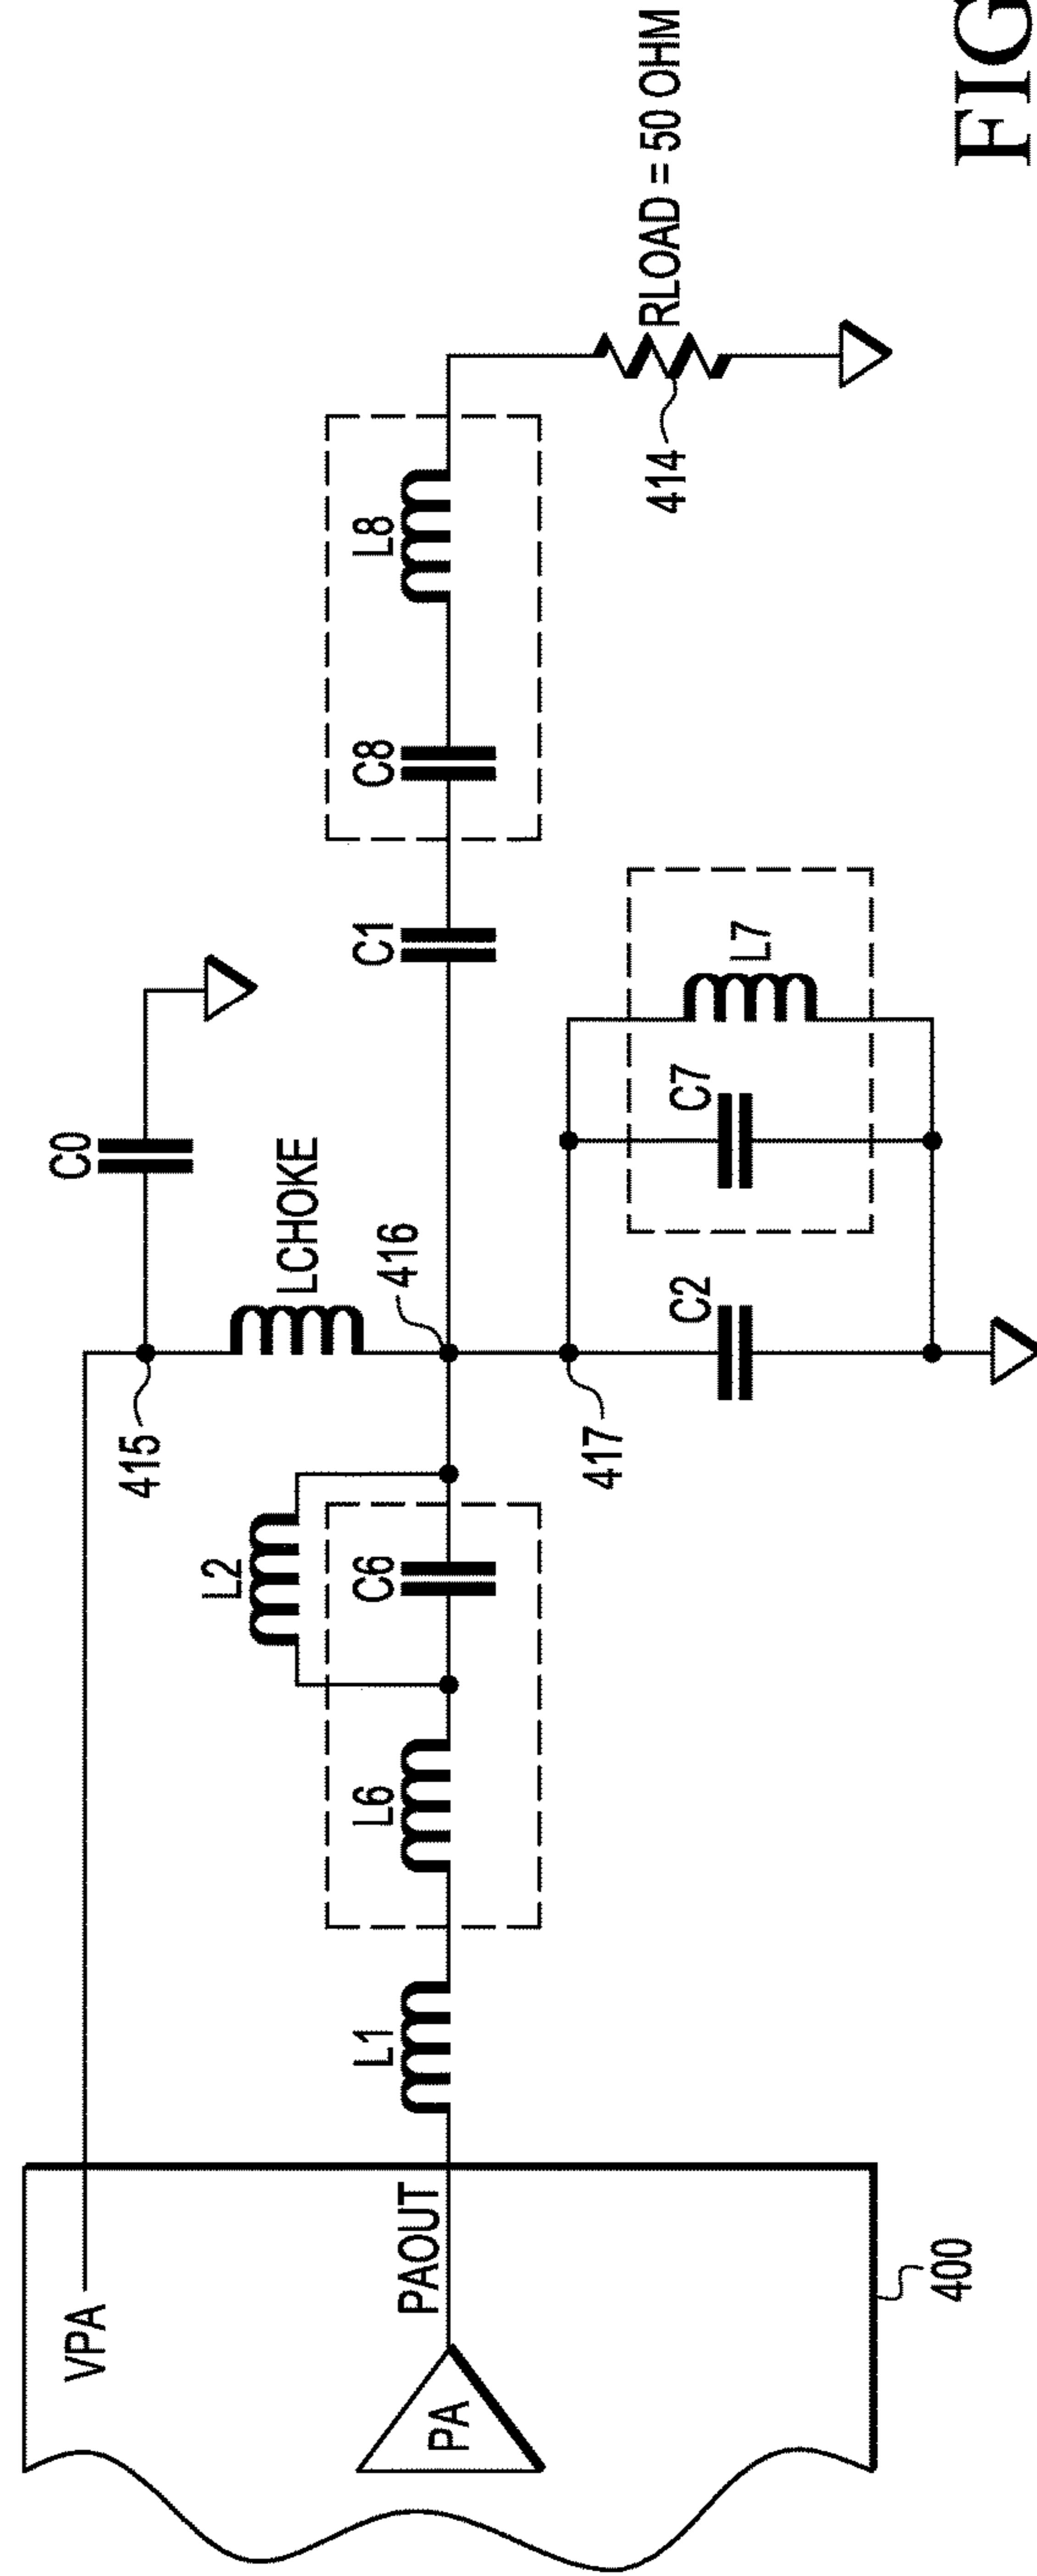 VPA
PAOUT
PA
400
L1
L6
L2
C6
415
C0
LCHOKE
416
417
C2
C7
L7
C1
C8
L8
414
RLOAD = 50 OHM
FIG